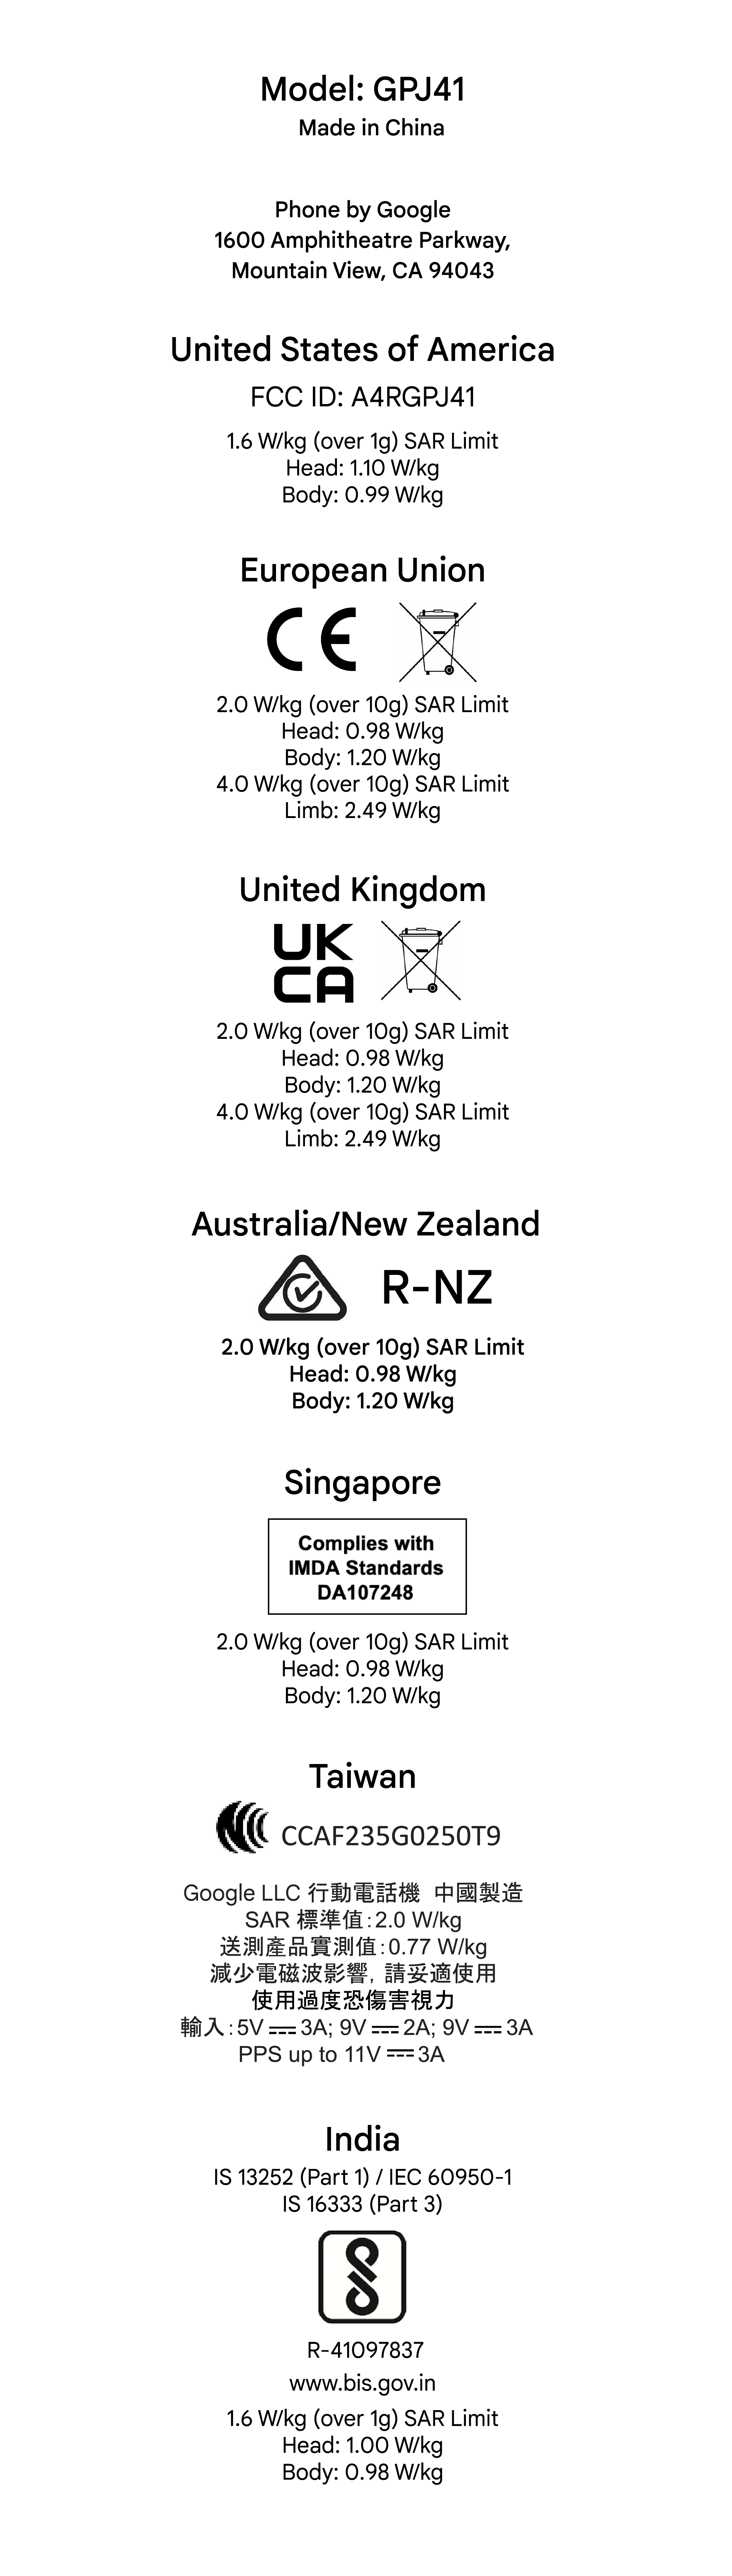 Model: GPJ41
Made in China
Phone by Google
1600 Amphitheatre Parkway,
Mountain View, CA 94043
United States of America
FCC ID: A4RGPJ41
1.6 W/kg (over 1g) SAR Limit
Head: 1.10 W/kg
Body: 0.99 W/kg
European Union
CE
2.0 W/kg (over 10g) SAR Limit
Head: 0.98 W/kg
Body: 1.20 W/kg
4.0 W/kg (over 10g) SAR Limit
Limb: 2.49 W/kg
United Kingdom
UK
CA
2.0 W/kg (over 10g) SAR Limit
Head: 0.98 W/kg
Body: 1.20 W/kg
4.0 W/kg (over 10g) SAR Limit
Limb: 2.49 W/kg
Australia/New Zealand
R-NZ
2.0 W/kg (over 10g) SAR Limit
Head: 0.98 W/kg
Body: 1.20 W/kg
Singapore
Complies with
IMDA Standards
DA107248
2.0 W/kg (over 10g) SAR Limit
Head: 0.98 W/kg
Body: 1.20 W/kg
Taiwan
CCAF235G0250T9
Google LLC 行動電話機 中國製造
SAR 標準值:2.0 W/kg
送測產品實測值:0.77 W/kg
減少電磁波影響, 請妥適使用
使用過度恐傷害視力
輸入:5V ⎓ 3A; 9V ⎓ 2A; 9V ⎓ 3A
PPS up to 11V ⎓ 3A
India
IS 13252 (Part 1) / IEC 60950-1
IS 16333 (Part 3)
R-41097837
www.bis.gov.in
1.6 W/kg (over 1g) SAR Limit
Head: 1.00 W/kg
Body: 0.98 W/kg